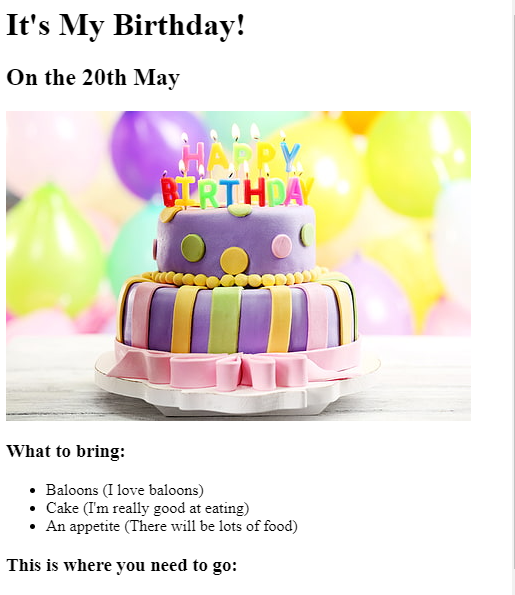 It's My Birthday!
On the 20th May
HAPPY
BIRTHDAY
What to bring:
Baloons (I love baloons)
Cake (I'm really good at eating)
An appetite (There will be lots of food)
This is where you need to go: